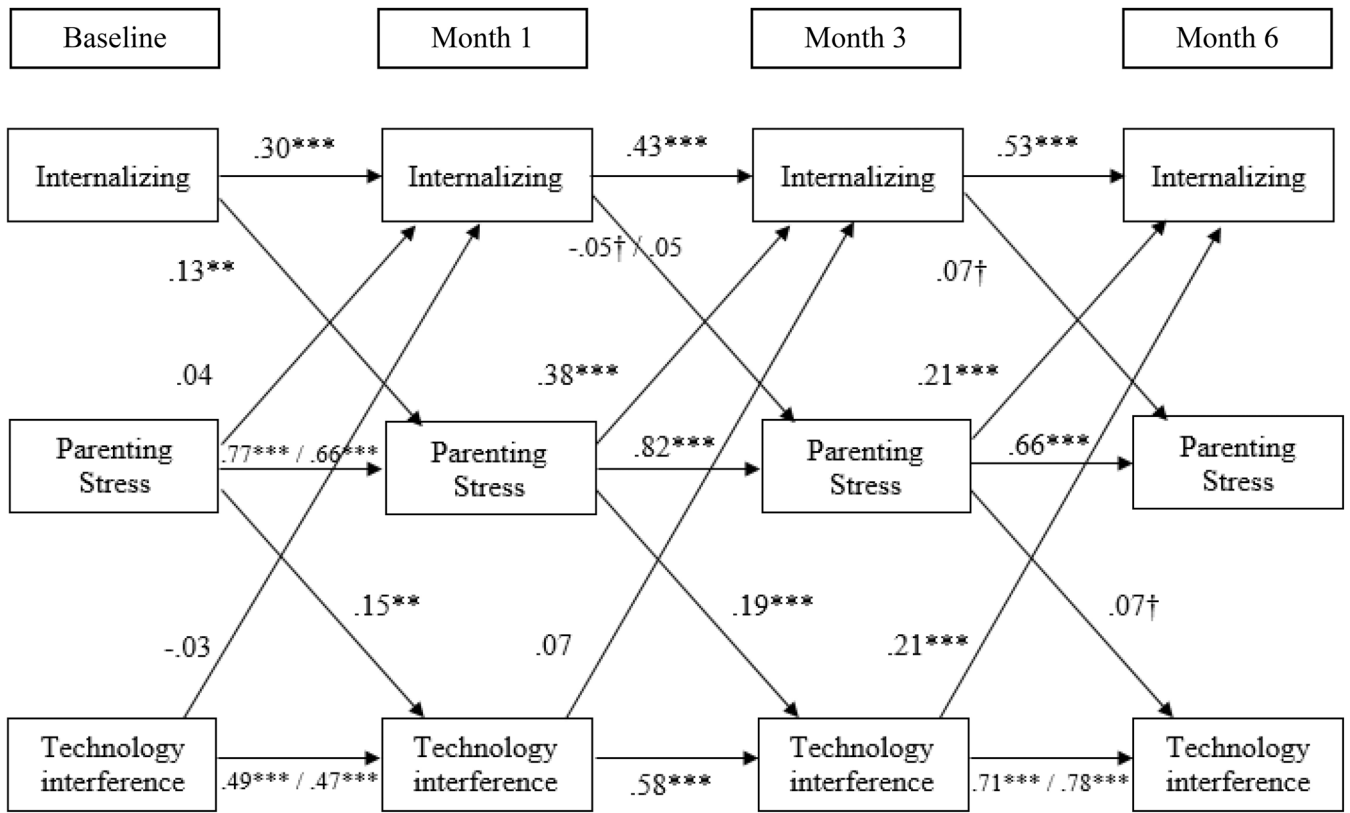 Baseline
Month 1
Month 3
Month 6
.30***
.43***
.53***
Internalizing
Internalizing
Internalizing
Internalizing
.13**
-.05† / .05
.07†
.04
.38***
.21***
Parenting
Stress
.77*** / .66***
Parenting
Stress
.82***
Parenting
Stress
.66***
Parenting
Stress
.15**
.19***
.07†
-.03
.07
.21***
Technology
interference
.49*** / .47***
Technology
interference
.58***
Technology
interference
.71*** / .78***
Technology
interference